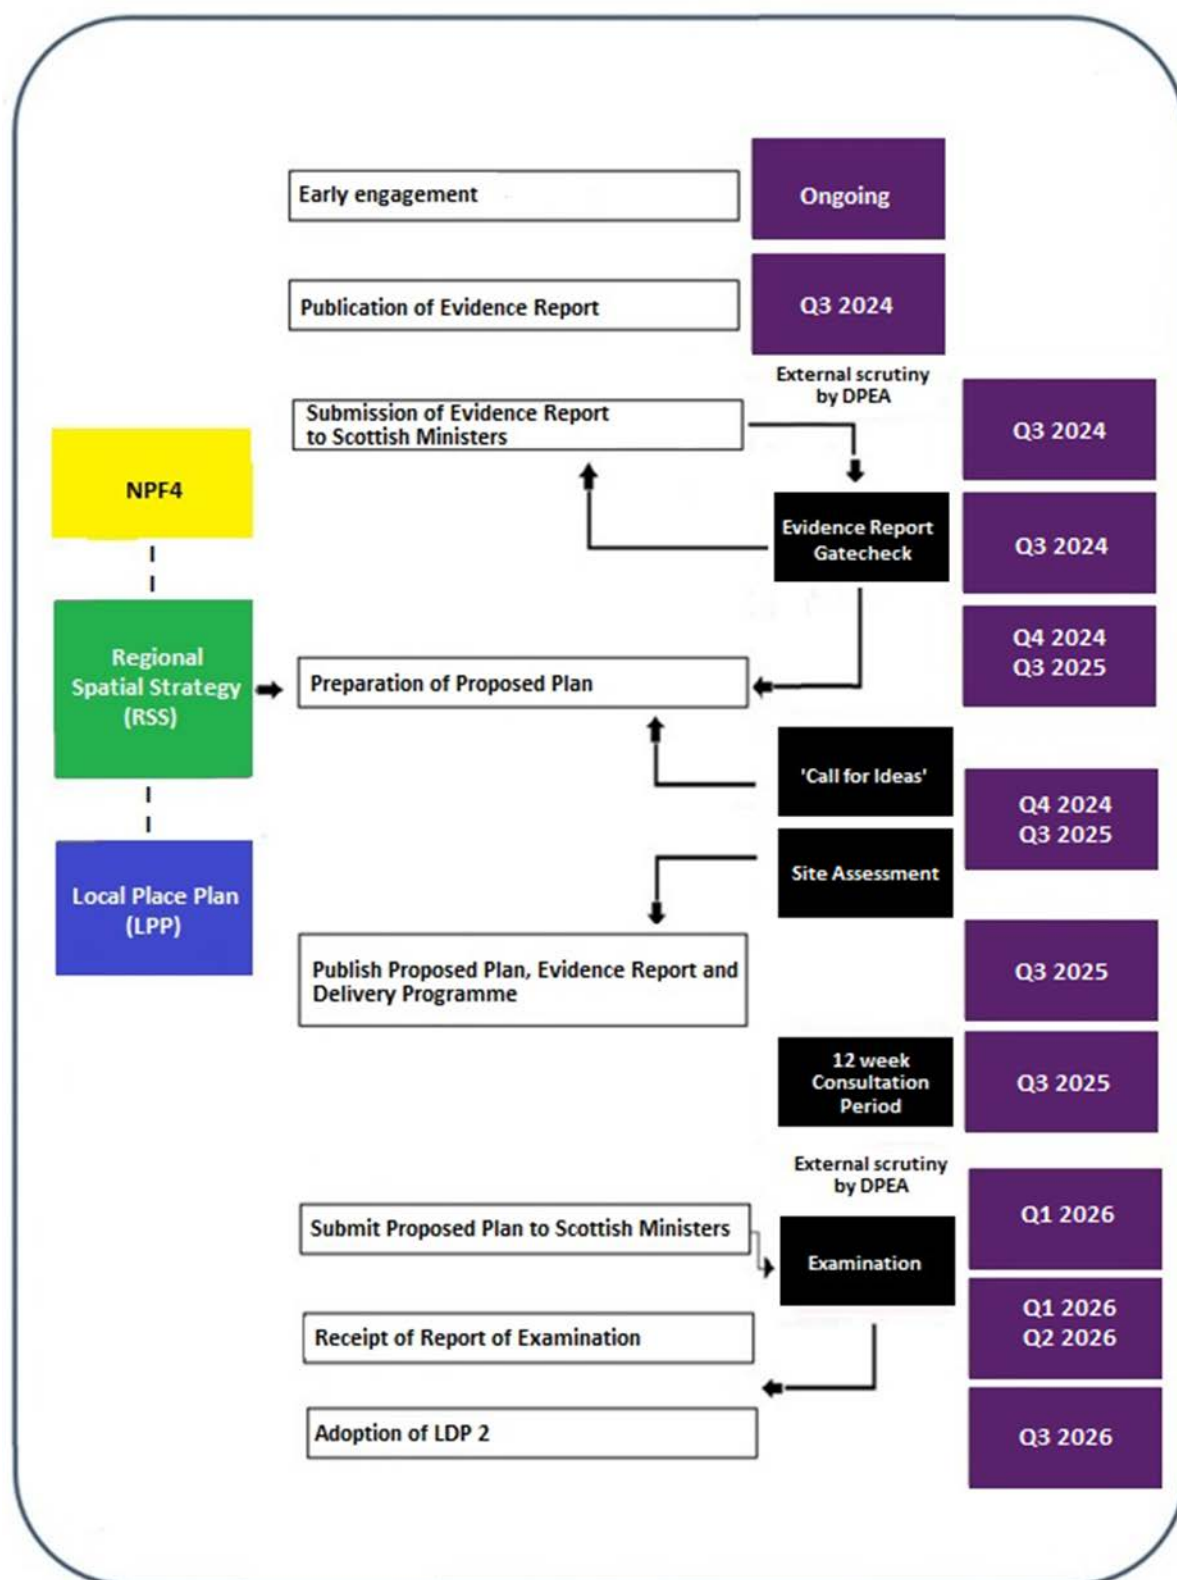 Early engagement
Ongoing
Publication of Evidence Report
Q3 2024
External scrutiny
by DPEA
Submission of Evidence Report
to Scottish Ministers
Q3 2024
NPF4
Evidence Report
Gatecheck
Q3 2024
Regional
Spatial Strategy
(RSS)
Preparation of Proposed Plan
Q4 2024
Q3 2025
'Call for Ideas'
Q4 2024
Q3 2025
Site Assessment
Local Place Plan
(LPP)
Publish Proposed Plan, Evidence Report and
Delivery Programme
Q3 2025
12 week
Consultation
Period
Q3 2025
External scrutiny
by DPEA
Submit Proposed Plan to Scottish Ministers
Q1 2026
Examination
Receipt of Report of Examination
Q1 2026
Q2 2026
Adoption of LDP 2
Q3 2026